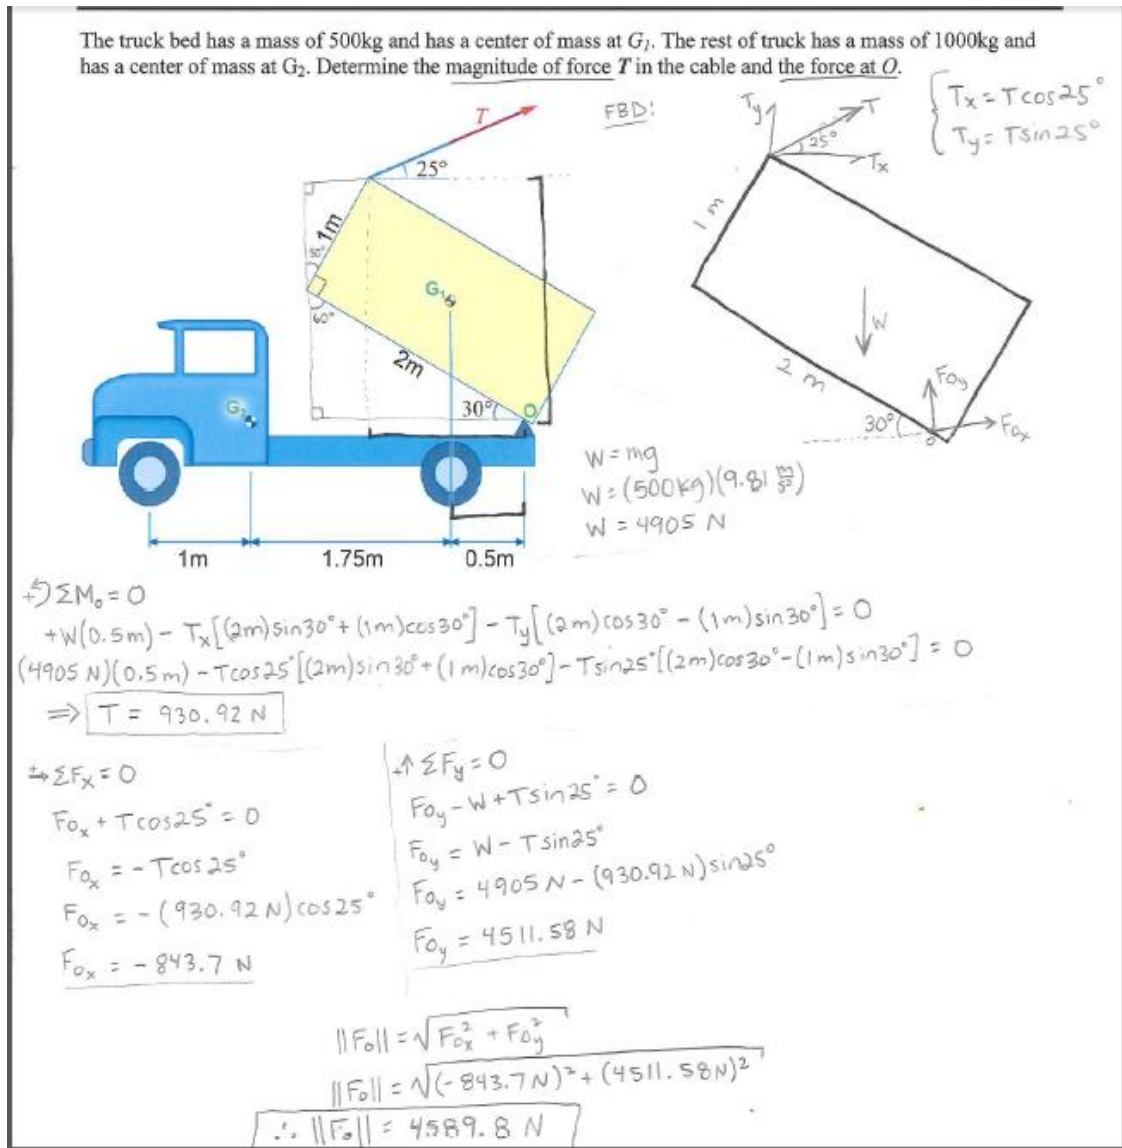 The truck bed has a mass of 500kg and has a center of mass at G₁. The rest of truck has a mass of 1000kg and
has a center of mass at G₂. Determine the magnitude of force T in the cable and the force at O.
FBD:
T
25°
1m
30°
60°
G₁
2m
30°
O
G₂
1m
1.75m
0.5m
Ty
T
25°
Tx
{ Tx = Tcos25°
Ty = Tsin25°
1 m
W
2 m
30°
Foy
Fox
O
W = mg
W = (500kg)(9.81 m/s²)
W = 4905 N
+↺ ΣM₀ = 0
+W(0.5m) - Tx[(2m)sin30° + (1m)cos30°] - Ty[(2m)cos30° - (1m)sin30°] = 0
(4905 N)(0.5m) - Tcos25°[(2m)sin30° + (1m)cos30°] - Tsin25°[(2m)cos30° - (1m)sin30°] = 0
⇒ T = 930.92 N
+→ ΣFx = 0
Fox + Tcos25° = 0
Fox = -Tcos25°
Fox = -(930.92 N)cos25°
Fox = -843.7 N
+↑ ΣFy = 0
Foy - W + Tsin25° = 0
Foy = W - Tsin25°
Foy = 4905 N - (930.92 N)sin25°
Foy = 4511.58 N
||Fo|| = √Fox² + Foy²
||Fo|| = √(-843.7N)² + (4511.58N)²
∴ ||Fo|| = 4589.8 N